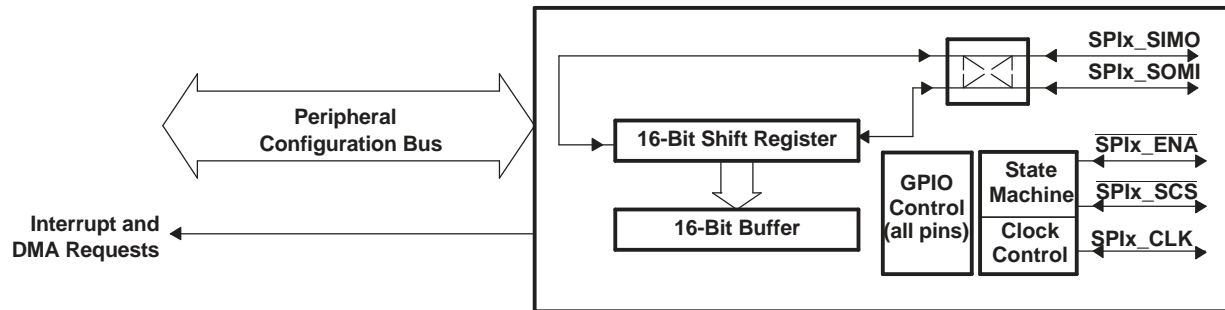 Peripheral
Configuration Bus
Interrupt and
DMA Requests
16-Bit Shift Register
16-Bit Buffer
GPIO
Control
(all pins)
State
Machine
Clock
Control
SPIx_SIMO
SPIx_SOMI
SPIx_ENA
SPIx_SCS
SPIx_CLK